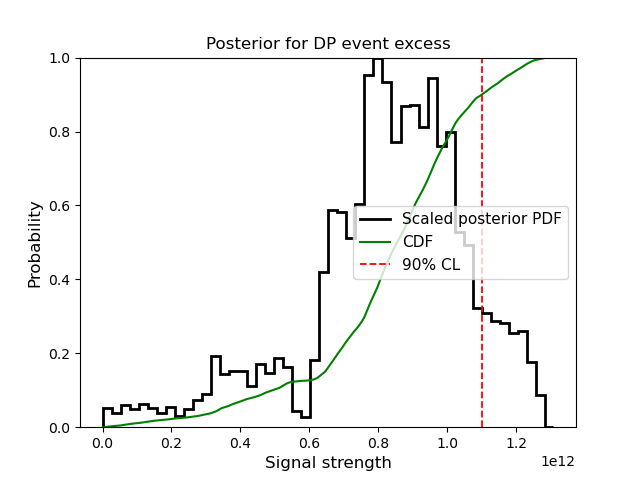 Posterior for DP event excess
1.0
0.8
0.6
0.4
0.2
0.0
Probability
Scaled posterior PDF
CDF
90% CL
0.0 0.2 0.4 0.6 0.8 1.0 1.2
1e12
Signal strength